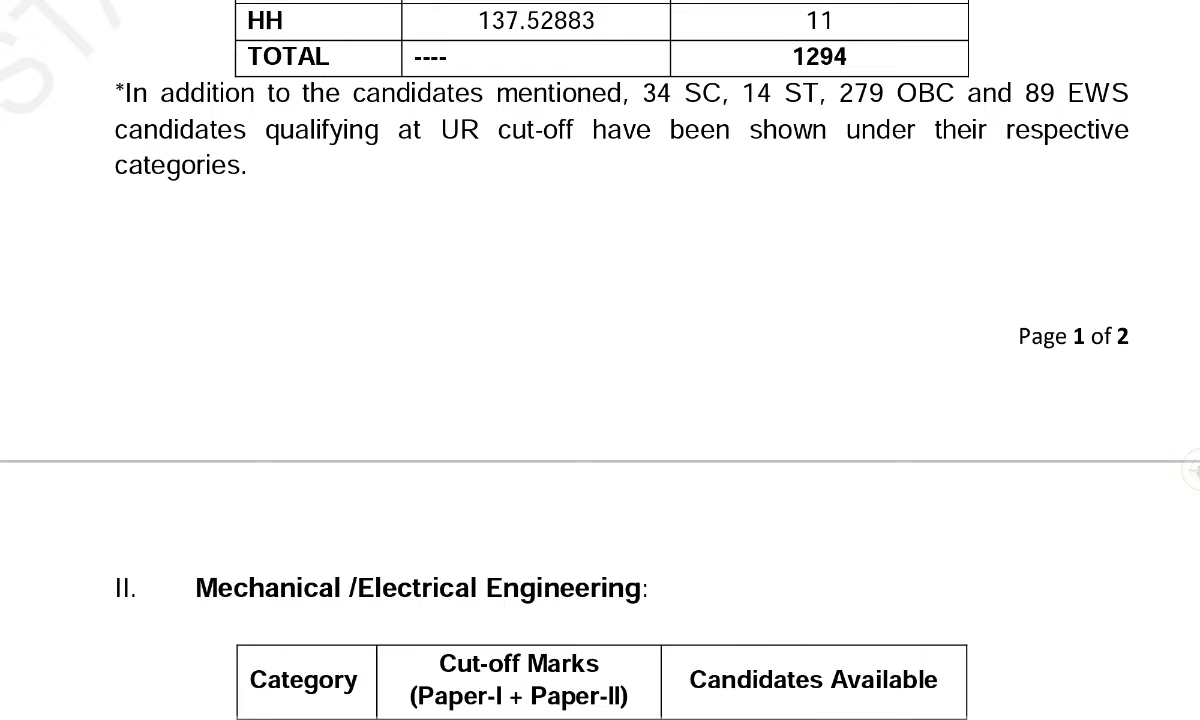 HH 137.52883 11
TOTAL ---- 1294
*In addition to the candidates mentioned, 34 SC, 14 ST, 279 OBC and 89 EWS
candidates qualifying at UR cut-off have been shown under their respective
categories.
Page 1 of 2
II. Mechanical /Electrical Engineering:
Category Cut-off Marks (Paper-I + Paper-II) Candidates Available